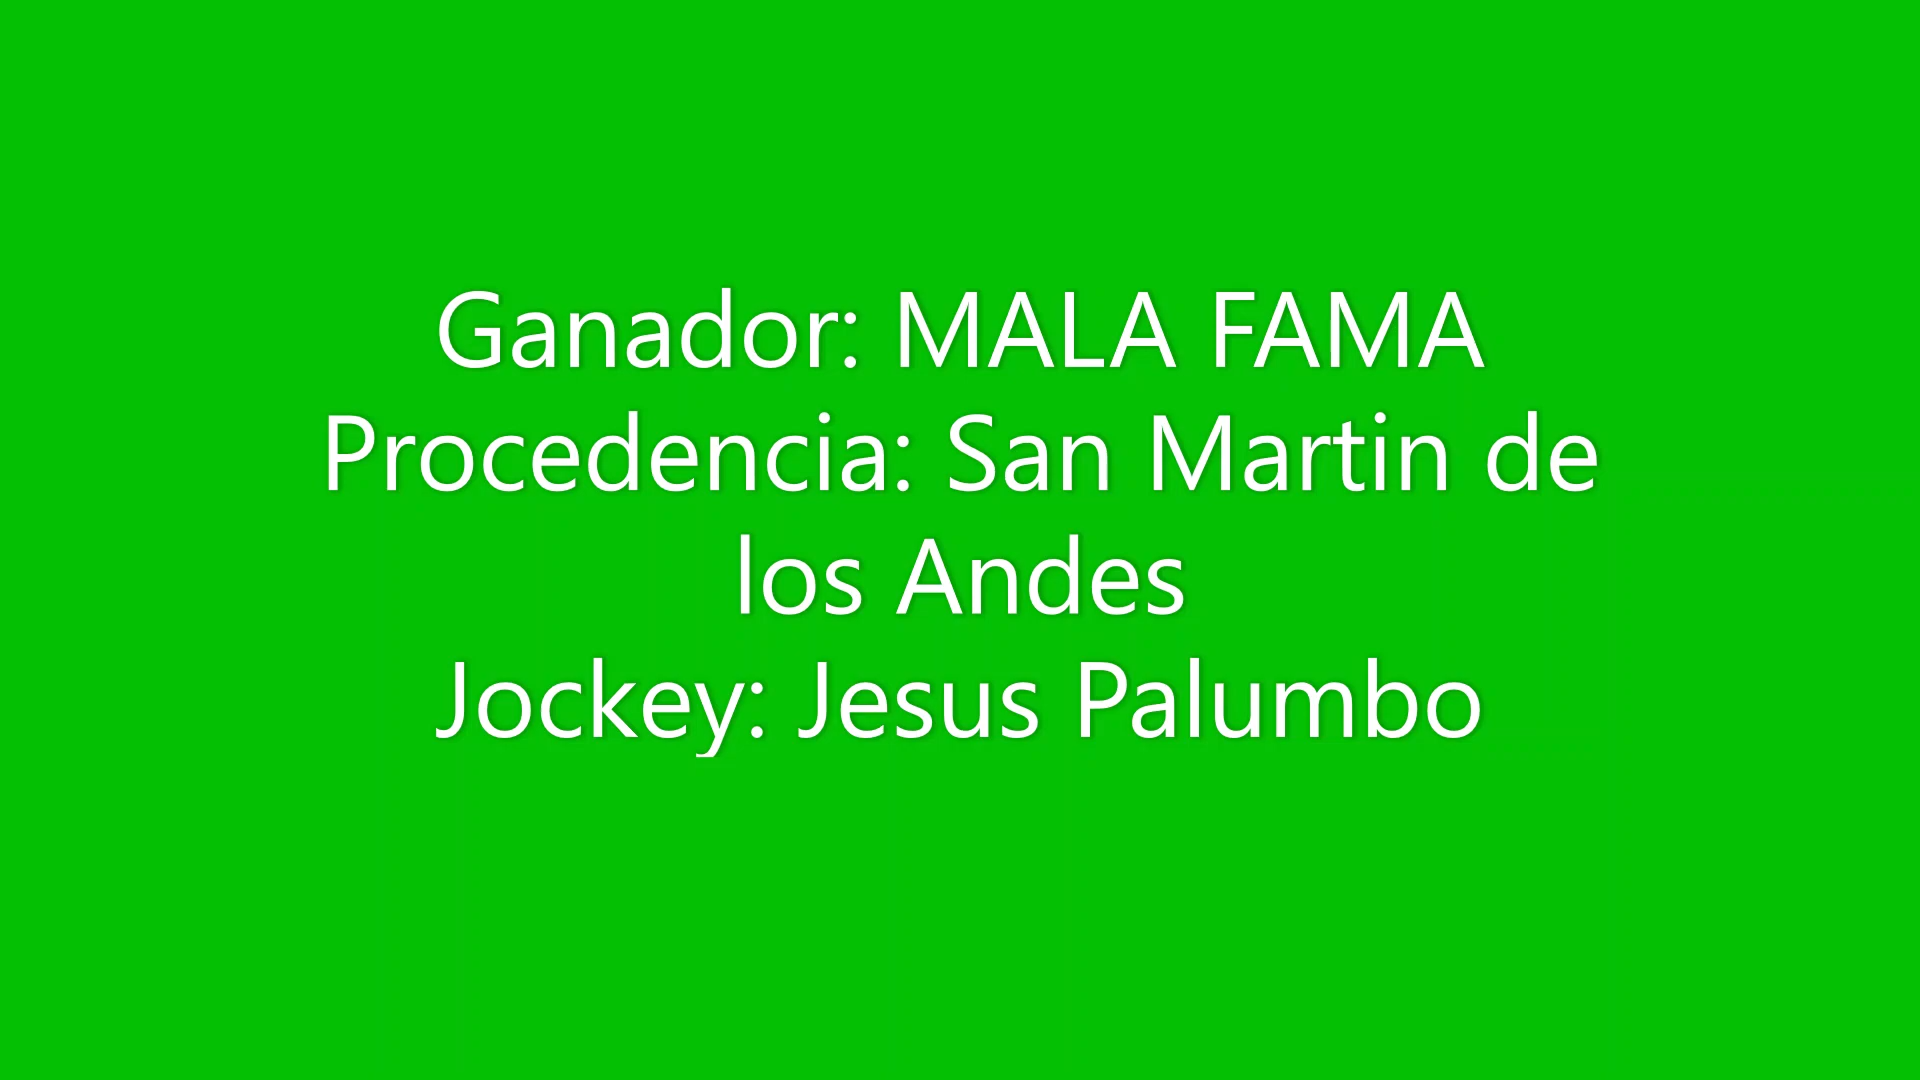 Ganador: MALA FAMA
Procedencia: San Martin de
los Andes
Jockey: Jesus Palumbo